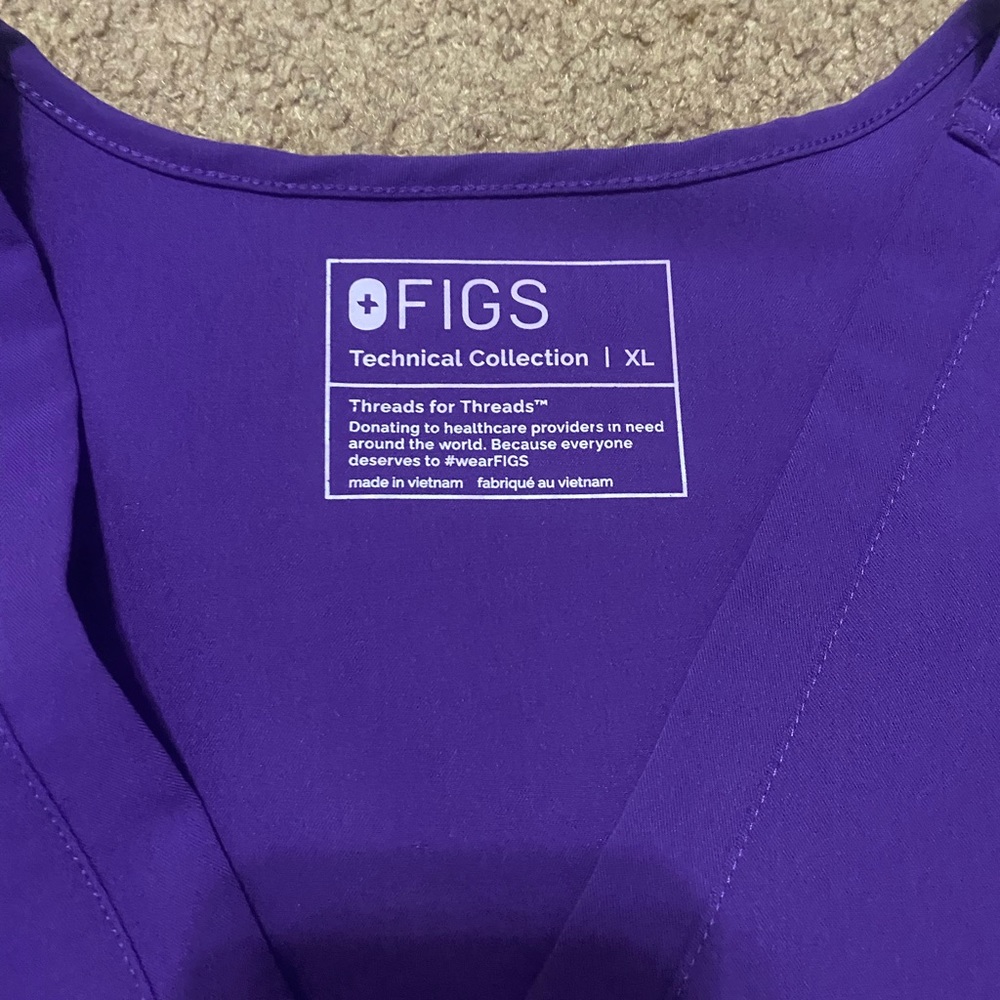 FIGS
Technical Collection | XL
Threads for Threads™
Donating to healthcare providers in need
around the world. Because everyone
deserves to #wearFIGS
made in vietnam fabriqué au vietnam